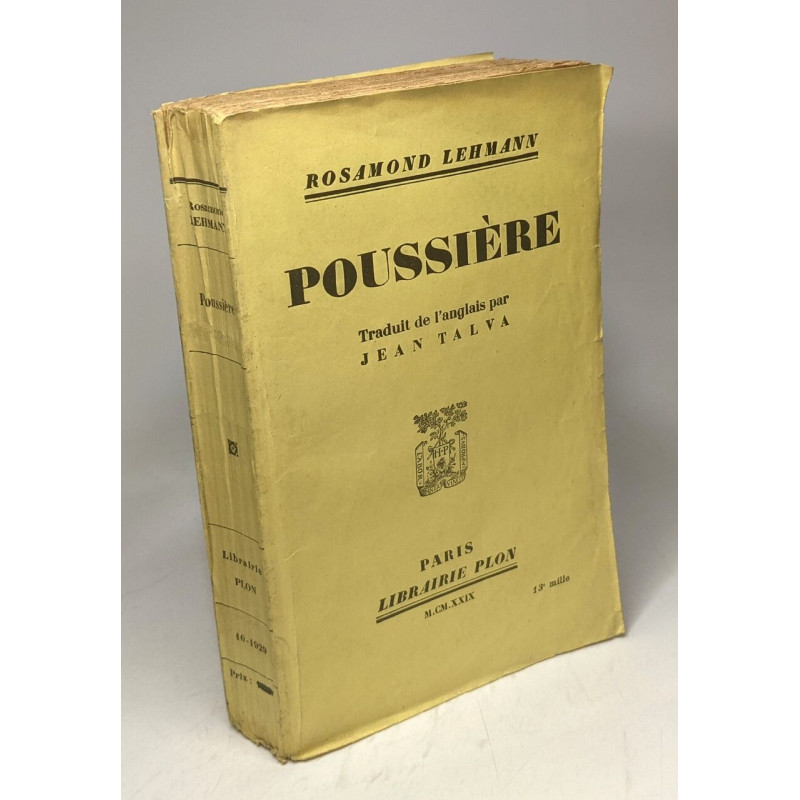 ROSAMOND LEHMANN
POUSSIÈRE
Traduit de l'anglais par
JEAN TALVA
H·P
PARIS
LIBRAIRIE PLON
M.CM.XXIX
13e mille
ROSAMOND
LEHMANN
Poussière
Librairie
PLON
10-1929
Prix :